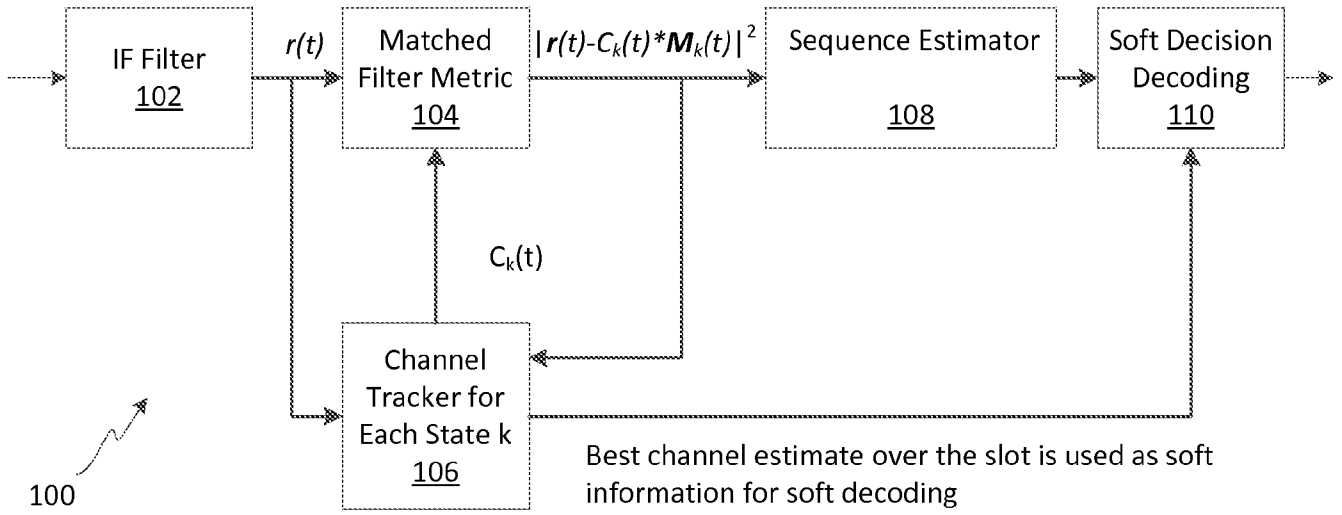 IF Filter
102
r(t)
Matched
Filter Metric
104
|r(t)-Cₖ(t)*Mₖ(t)|²
Sequence Estimator
108
Soft Decision
Decoding
110
Cₖ(t)
Channel
Tracker for
Each State k
106
Best channel estimate over the slot is used as soft
information for soft decoding
100